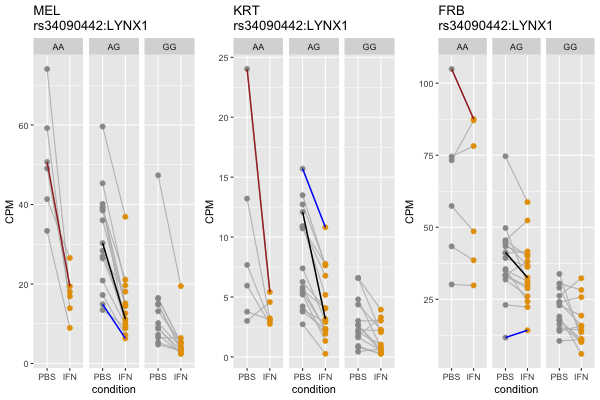 MEL
rs34090442:LYNX1
AA AG GG
CPM
60
40
20
0
PBS IFN PBS IFN PBS IFN
condition
KRT
rs34090442:LYNX1
AA AG GG
CPM
25
20
15
10
5
0
PBS IFN PBS IFN PBS IFN
condition
FRB
rs34090442:LYNX1
AA AG GG
CPM
100
75
50
25
PBS IFN PBS IFN PBS IFN
condition